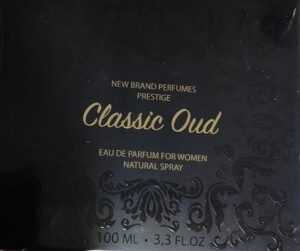 NEW BRAND PERFUMES
PRESTIGE
Classic Oud
EAU DE PARFUM FOR WOMEN
NATURAL SPRAY
100 ML • 3,3 FL.OZ